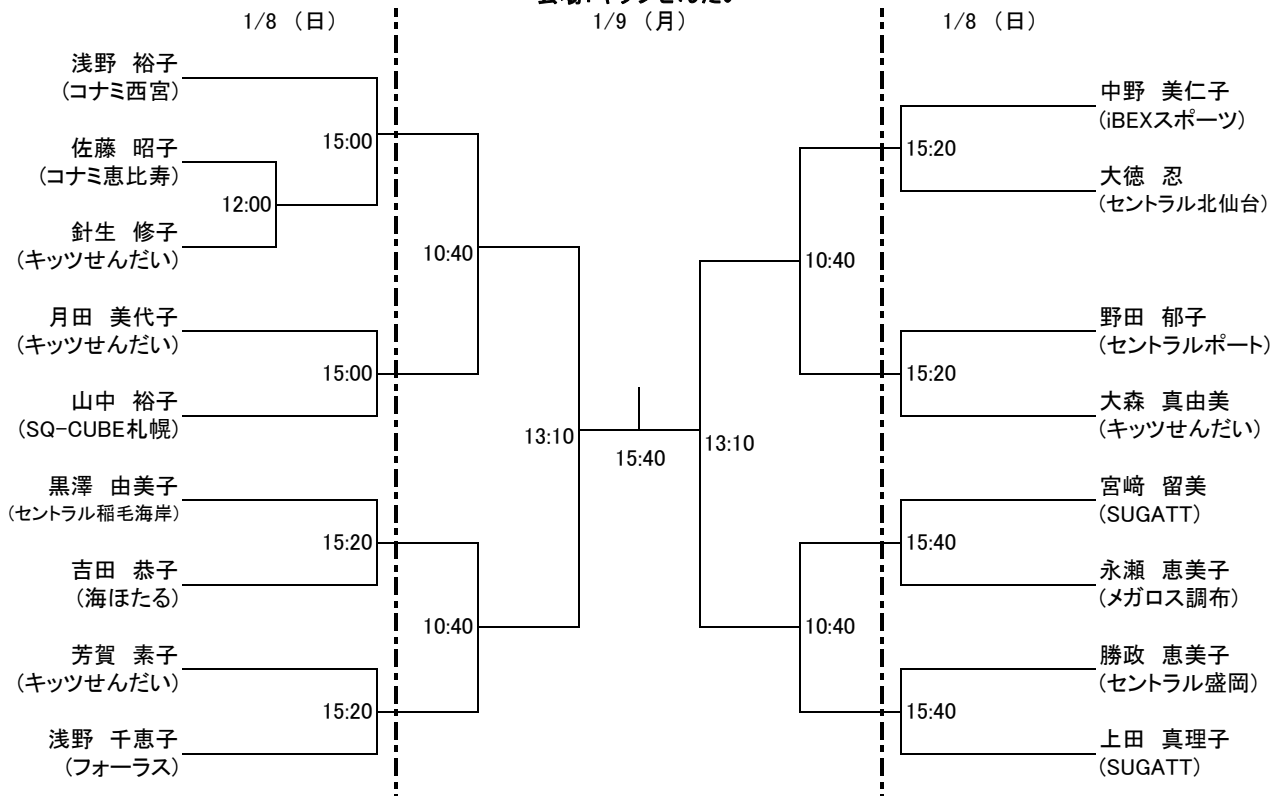 会場：キッツせんだい
1/8 （日）
1/9 （月）
1/8 （日）
浅野　裕子
（コナミ西宮）
15:00
佐藤　昭子
（コナミ恵比寿）
12:00
針生　修子
（キッツせんだい）
10:40
月田　美代子
（キッツせんだい）
15:00
山中　裕子
（SQ-CUBE札幌）
13:10
黒澤　由美子
（セントラル稲毛海岸）
15:20
吉田　恭子
（海ほたる）
10:40
芳賀　素子
（キッツせんだい）
15:20
浅野　千恵子
（フォーラス）
15:40
中野　美仁子
（iBEXスポーツ）
15:20
大徳　忍
（セントラル北仙台）
10:40
野田　郁子
（セントラルポート）
15:20
大森　真由美
（キッツせんだい）
13:10
宮﨑　留美
（SUGATT）
15:40
永瀬　恵美子
（メガロス調布）
10:40
勝政　恵美子
（セントラル盛岡）
15:40
上田　真理子
（SUGATT）